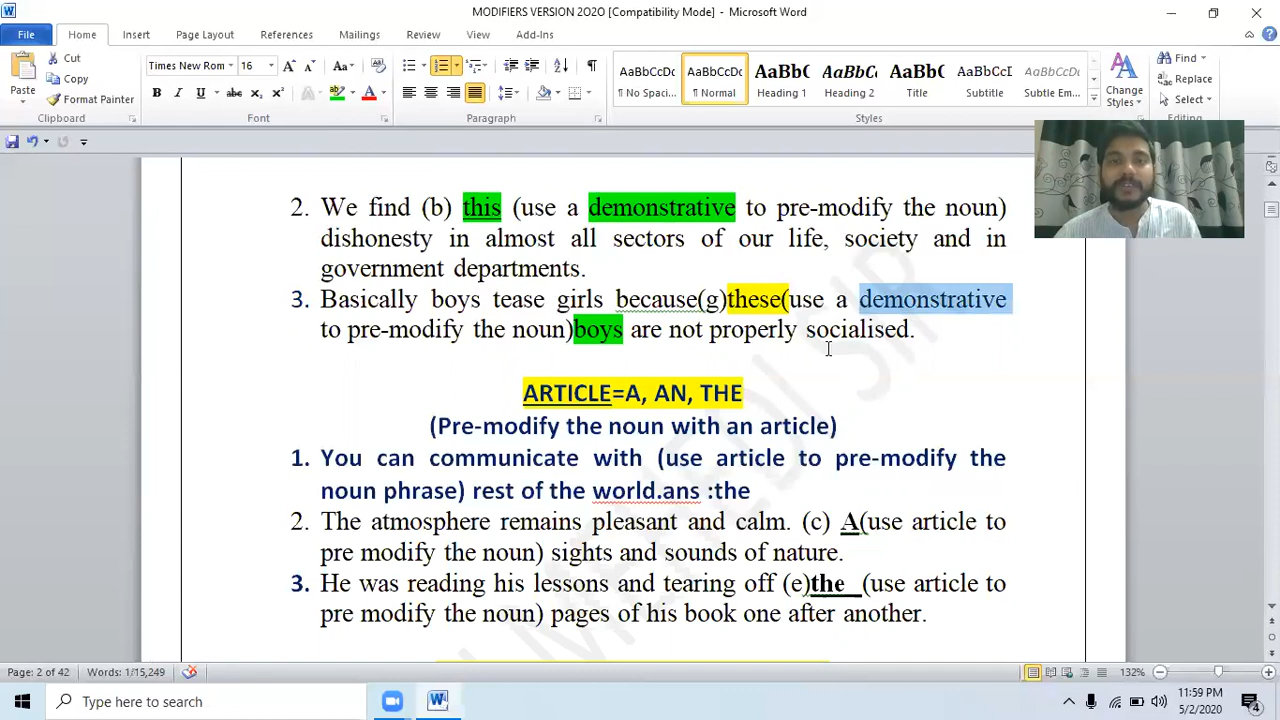 MODIFIERS VERSION 2O2O [Compatibility Mode] - Microsoft Word
File Home Insert Page Layout References Mailings Review View Add-Ins
Cut
Copy
Format Painter
Paste
Clipboard
Times New Rom 16
Font
Paragraph
AaBbCcDc AaBbCcDc AaBbC AaBbC AaBbC AaBbCcD AaBbCcDc
¶ No Spaci... ¶ Normal Heading 1 Heading 2 Title Subtitle Subtle Em...
Styles
Change Styles
Find
Replace
Select
Editing
2. We find (b) this (use a demonstrative to pre-modify the noun)
dishonesty in almost all sectors of our life, society and in
government departments.
3. Basically boys tease girls because(g)these(use a demonstrative
to pre-modify the noun)boys are not properly socialised.
ARTICLE=A, AN, THE
(Pre-modify the noun with an article)
1. You can communicate with (use article to pre-modify the
noun phrase) rest of the world.ans :the
2. The atmosphere remains pleasant and calm. (c) A(use article to
pre modify the noun) sights and sounds of nature.
3. He was reading his lessons and tearing off (e)the_(use article to
pre modify the noun) pages of his book one after another.
Page: 2 of 42 Words: 1/15,249 132%
Type here to search
11:59 PM
5/2/2020